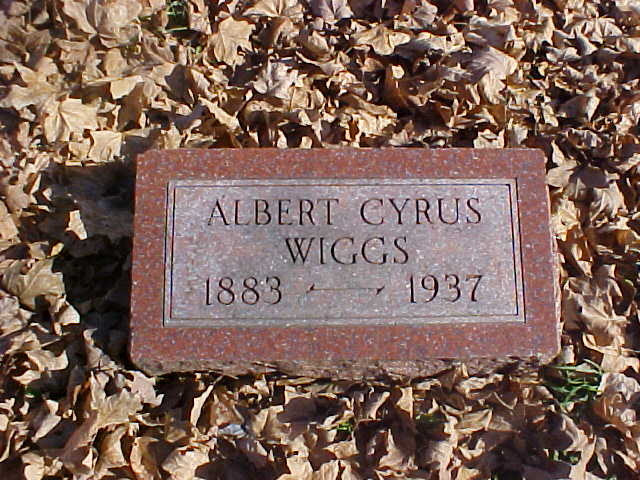 ALBERT CYRUS
WIGGS
1883 — 1937